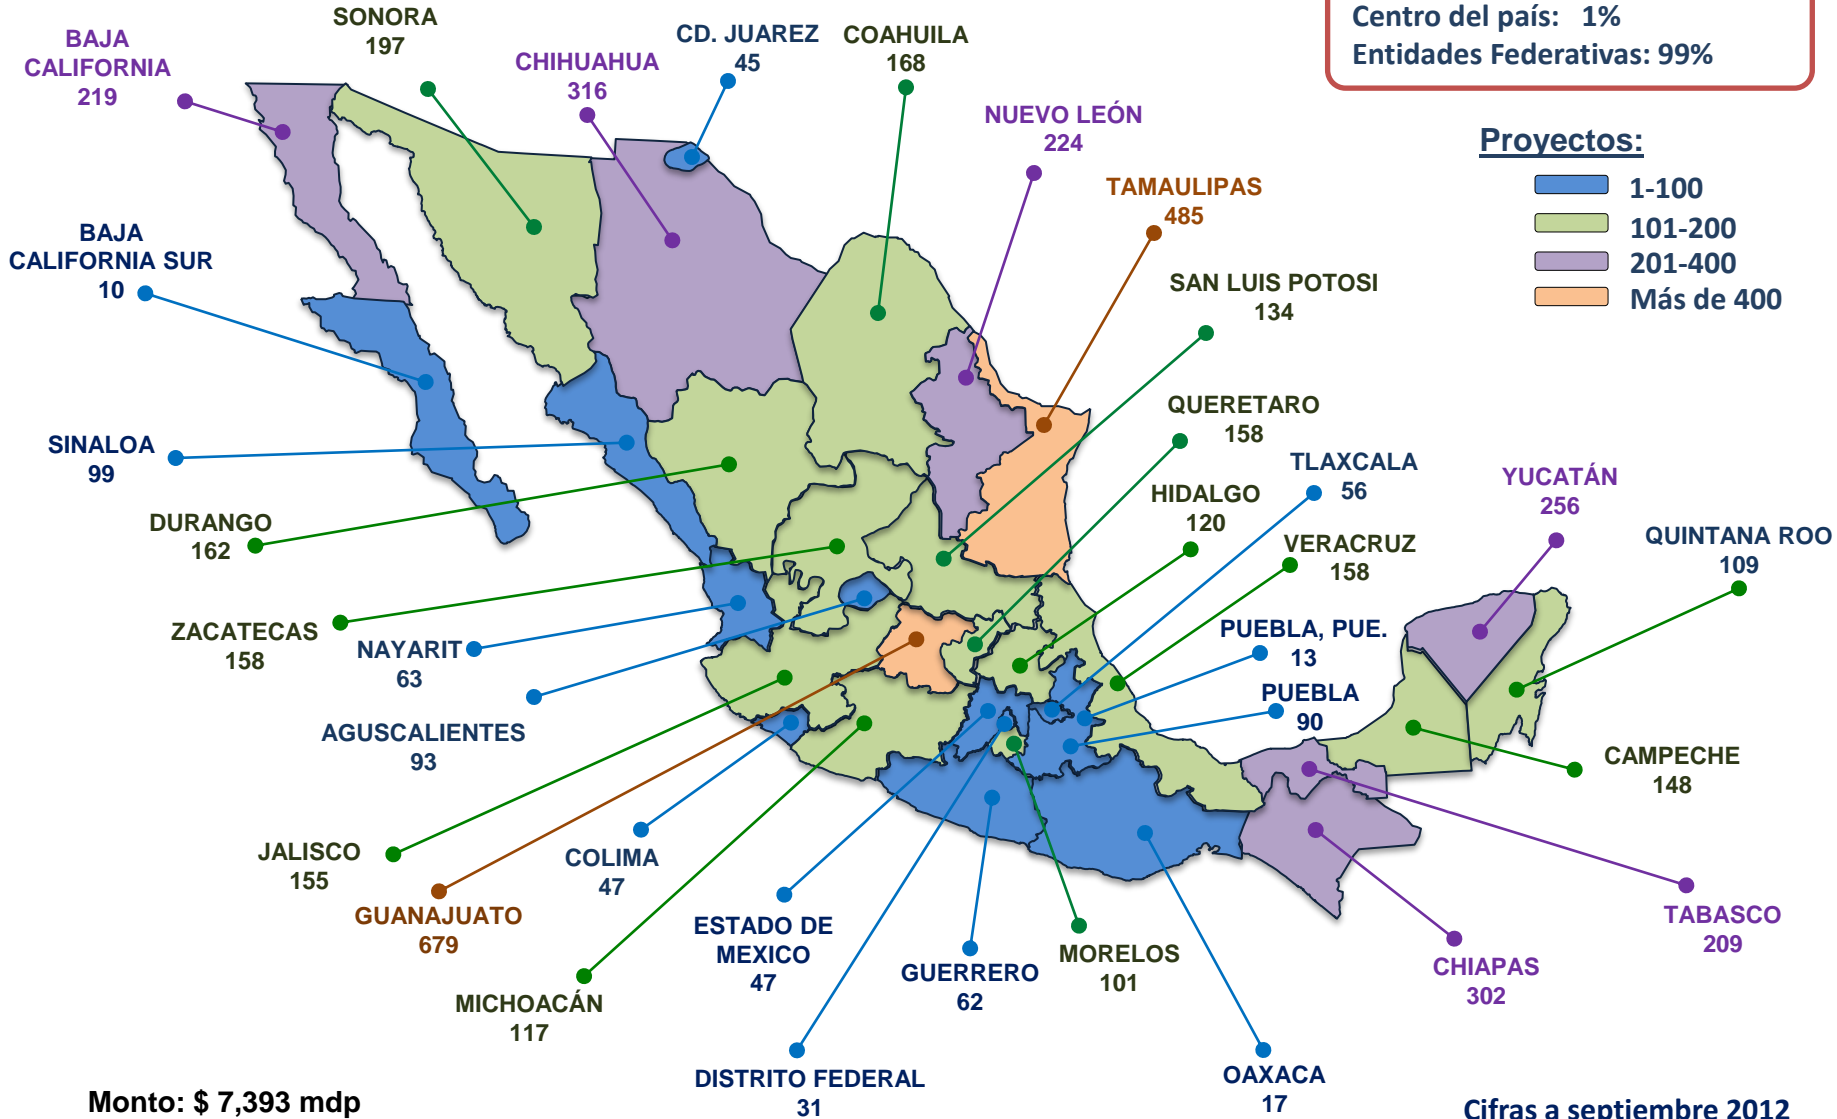 Centro del país: 1%
Entidades Federativas: 99%
SONORA
197
BAJA
CALIFORNIA
219
CHIHUAHUA
316
CD. JUAREZ
45
COAHUILA
168
NUEVO LEÓN
224
Proyectos:
1-100
101-200
201-400
Más de 400
TAMAULIPAS
485
BAJA
CALIFORNIA SUR
10
SAN LUIS POTOSI
134
QUERETARO
158
SINALOA
99
TLAXCALA
56
HIDALGO
120
YUCATÁN
256
DURANGO
162
VERACRUZ
158
QUINTANA ROO
109
ZACATECAS
158
NAYARIT
63
PUEBLA, PUE.
13
PUEBLA
90
AGUSCALIENTES
93
CAMPECHE
148
JALISCO
155
COLIMA
47
GUANAJUATO
679
ESTADO DE
MEXICO
47
GUERRERO
62
MORELOS
101
TABASCO
209
CHIAPAS
302
MICHOACÁN
117
DISTRITO FEDERAL
31
OAXACA
17
Monto: $ 7,393 mdp
Cifras a septiembre 2012